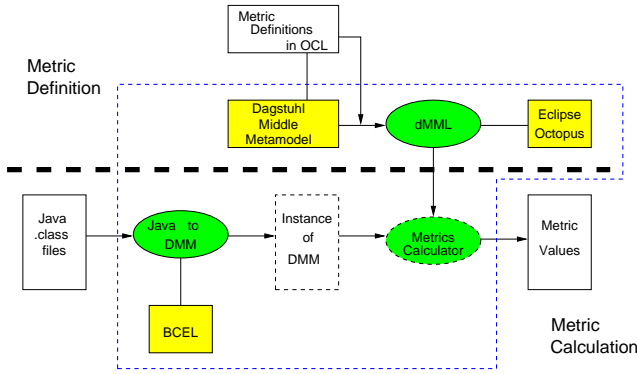 Metric
Definitions
in OCL
Metric
Definition
Dagstuhl
Middle
Metamodel
dMML
Eclipse
Octopus
Java
.class
files
Java to
DMM
Instance
of
DMM
Metrics
Calculator
Metric
Values
BCEL
Metric
Calculation